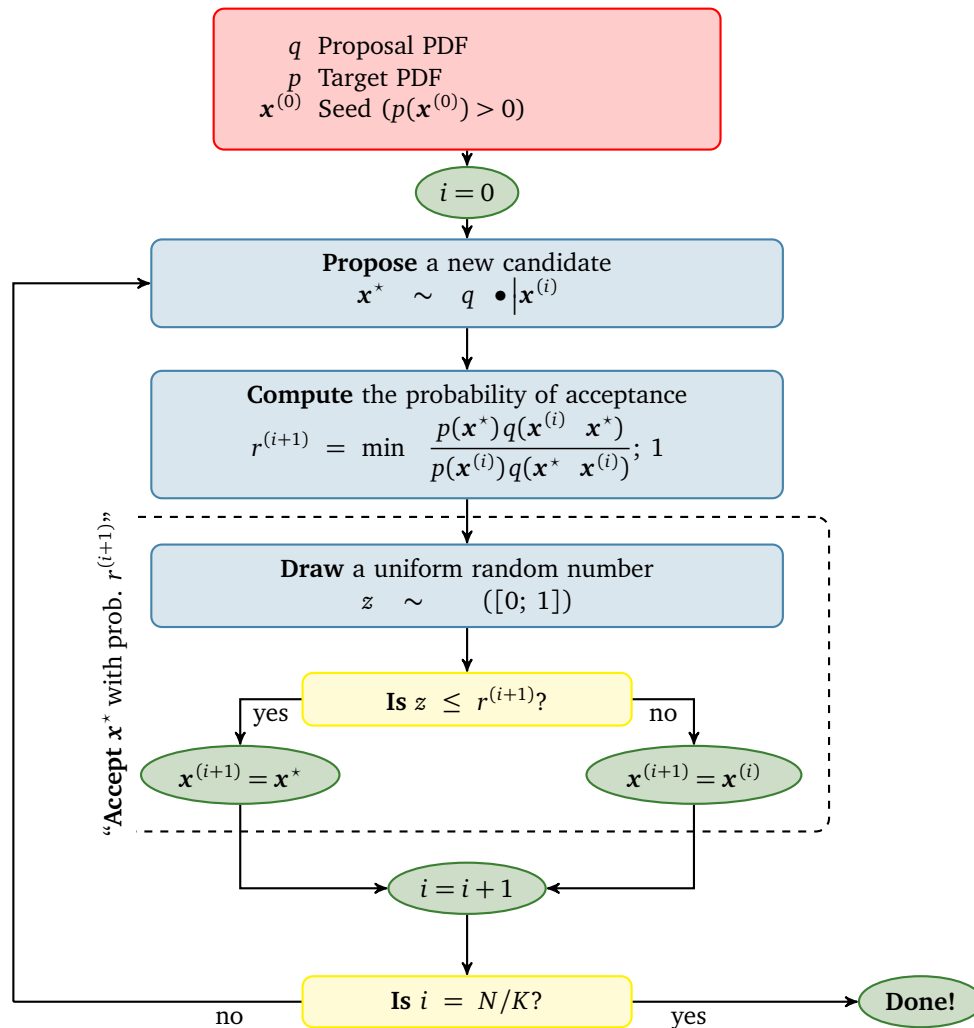 q Proposal PDF
p Target PDF
x^(0) Seed (p(x^(0)) > 0)
i = 0
Propose a new candidate
x^⋆ ∼ q •|x^(i)
Compute the probability of acceptance
r^(i+1) = min p(x^⋆) q(x^(i) x^⋆) / p(x^(i)) q(x^⋆ x^(i)); 1
“Accept x^⋆ with prob. r^(i+1)”
Draw a uniform random number
z ∼ ([0; 1])
Is z ≤ r^(i+1)?
yes
no
x^(i+1) = x^⋆
x^(i+1) = x^(i)
i = i + 1
Is i = N/K?
no
yes
Done!